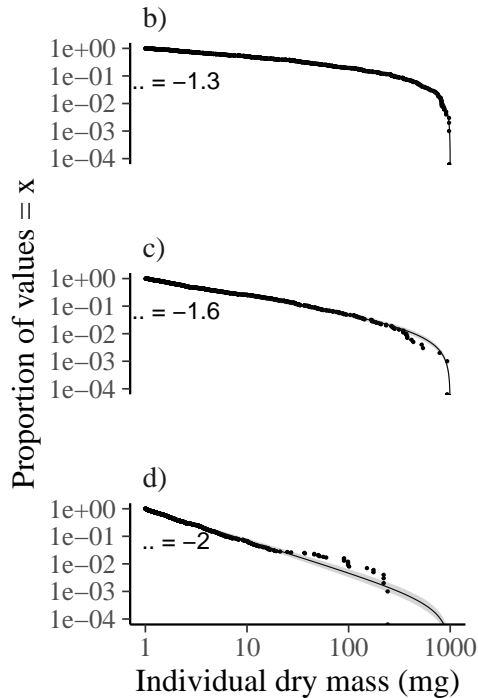 b)
1e+00
1e−01
.. = −1.3
1e−02
1e−03
1e−04
Proportion of values = x
c)
1e+00
1e−01
.. = −1.6
1e−02
1e−03
1e−04
d)
1e+00
1e−01
.. = −2
1e−02
1e−03
1e−04
1 10 100 1000
Individual dry mass (mg)